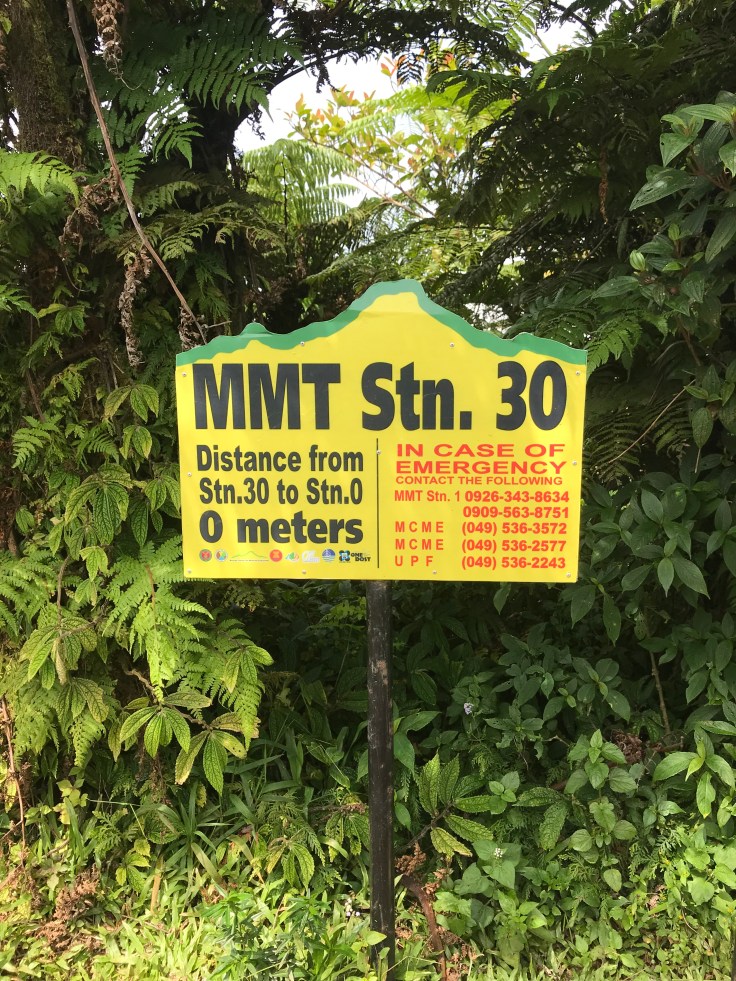 MMT Stn. 30
Distance from
Stn.30 to Stn.0
0 meters
IN CASE OF
EMERGENCY
CONTACT THE FOLLOWING
MMT Stn. 1 0926-343-8634
0909-563-8751
MCME (049) 536-3572
MCME (049) 536-2577
UPF (049) 536-2243
ONE
DOST